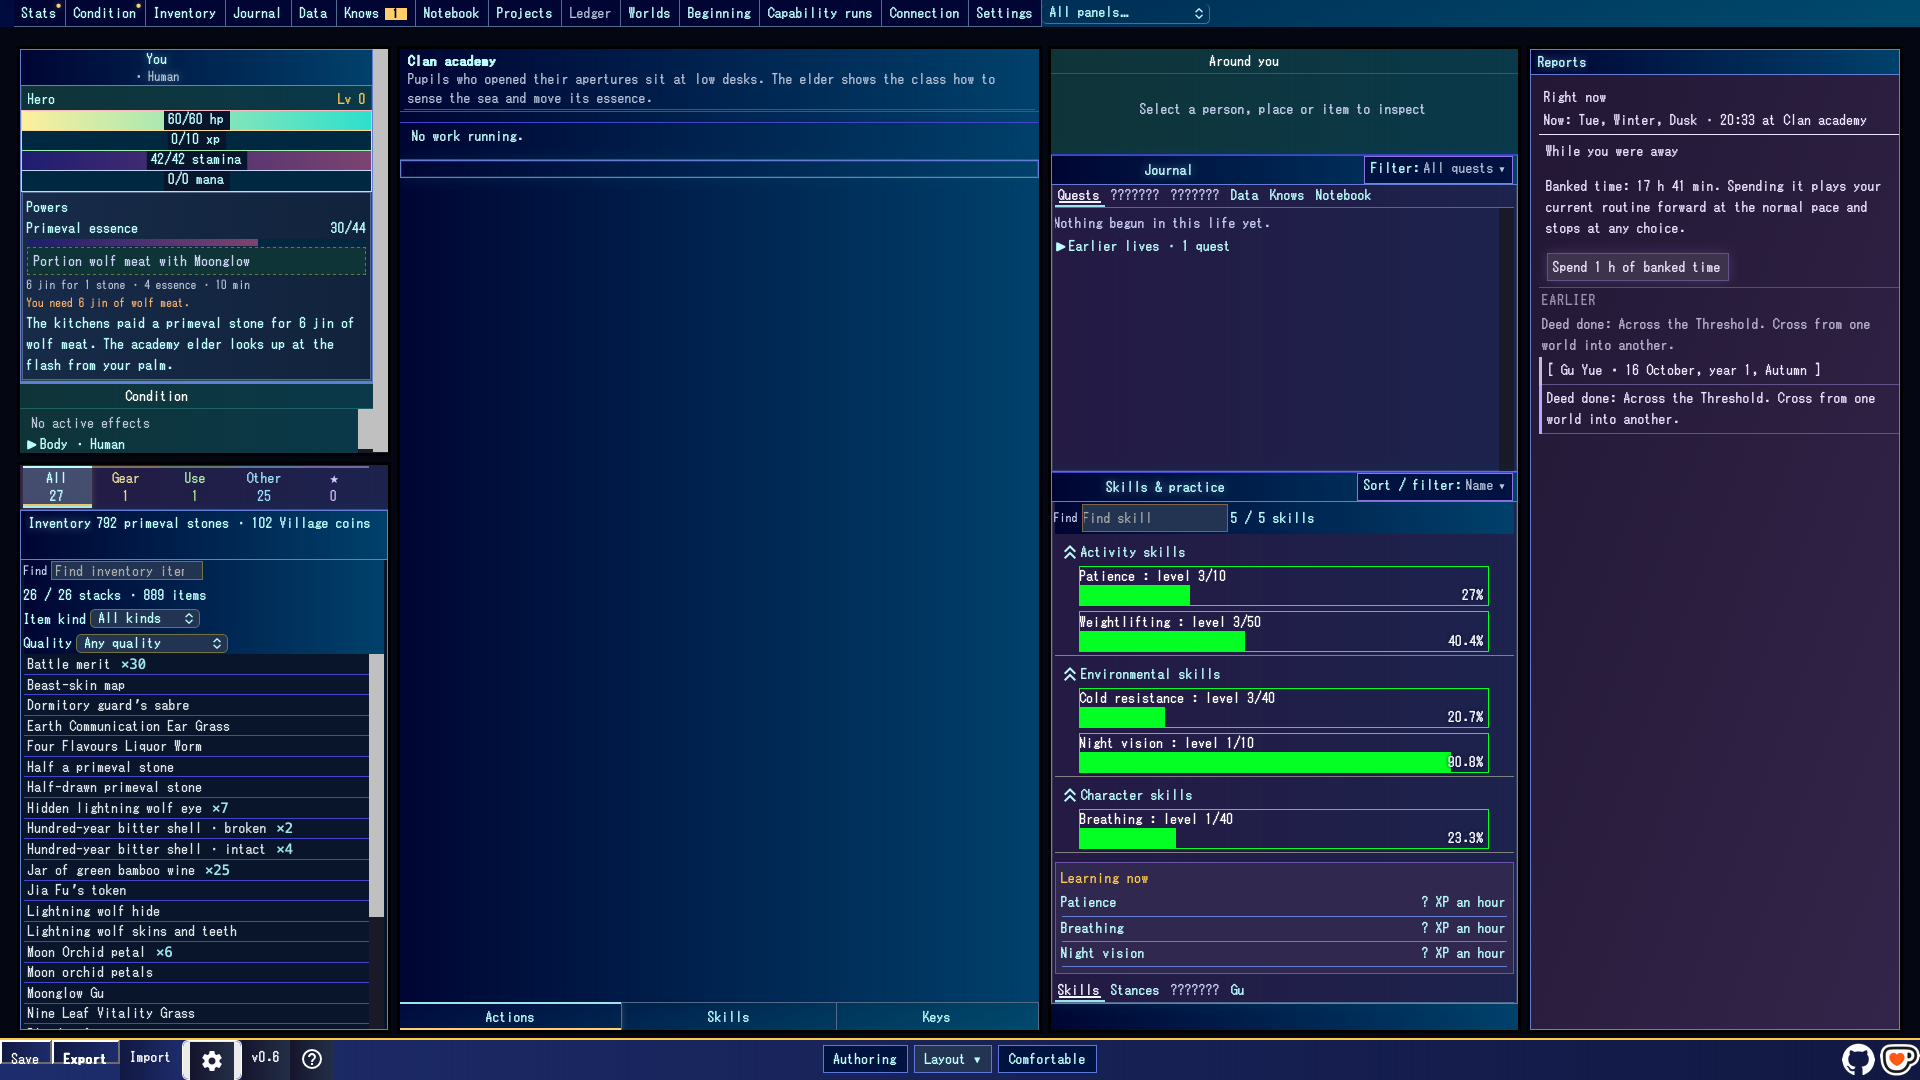 Stats
Condition
Inventory
Journal
Data
Knows 1
Notebook
Projects
Ledger
Worlds
Beginning
Capability runs
Connection
Settings
All panels…
You
· Human
Hero Lv 0
60/60 hp
0/10 xp
42/42 stamina
0/0 mana
Powers
Primeval essence 30/44
Portion wolf meat with Moonglow
6 jin for 1 stone · 4 essence · 10 min
You need 6 jin of wolf meat.
The kitchens paid a primeval stone for 6 jin of
wolf meat. The academy elder looks up at the
flash from your palm.
Condition
No active effects
▶Body · Human
All Gear Use Other ★
27 1 1 25 0
Inventory 792 primeval stones · 102 Village coins
Find Find inventory iter
26 / 26 stacks · 889 items
Item kind All kinds
Quality Any quality
Battle merit ×30
Beast-skin map
Dormitory guard's sabre
Earth Communication Ear Grass
Four Flavours Liquor Worm
Half a primeval stone
Half-drawn primeval stone
Hidden lightning wolf eye ×7
Hundred-year bitter shell · broken ×2
Hundred-year bitter shell · intact ×4
Jar of green bamboo wine ×25
Jia Fu's token
Lightning wolf hide
Lightning wolf skins and teeth
Moon Orchid petal ×6
Moon orchid petals
Moonglow Gu
Nine Leaf Vitality Grass
Clan academy
Pupils who opened their apertures sit at low desks. The elder shows the class how to
sense the sea and move its essence.
No work running.
Actions Skills Keys
Around you
Select a person, place or item to inspect
Journal Filter: All quests ▾
Quests ??????? ??????? Data Knows Notebook
Nothing begun in this life yet.
▶Earlier lives · 1 quest
Skills & practice Sort / filter: Name ▾
Find Find skill 5 / 5 skills
Activity skills
Patience : level 3/10
27%
Weightlifting : level 3/50
40.4%
Environmental skills
Cold resistance : level 3/40
20.7%
Night vision : level 1/10
90.8%
Character skills
Breathing : level 1/40
23.3%
Learning now
Patience ? XP an hour
Breathing ? XP an hour
Night vision ? XP an hour
Skills Stances ??????? Gu
Reports
Right now
Now: Tue, Winter, Dusk · 20:33 at Clan academy
While you were away
Banked time: 17 h 41 min. Spending it plays your
current routine forward at the normal pace and
stops at any choice.
Spend 1 h of banked time
EARLIER
Deed done: Across the Threshold. Cross from one
world into another.
[ Gu Yue · 16 October, year 1, Autumn ]
Deed done: Across the Threshold. Cross from one
world into another.
Save Export Import v0.6
Authoring Layout ▾ Comfortable